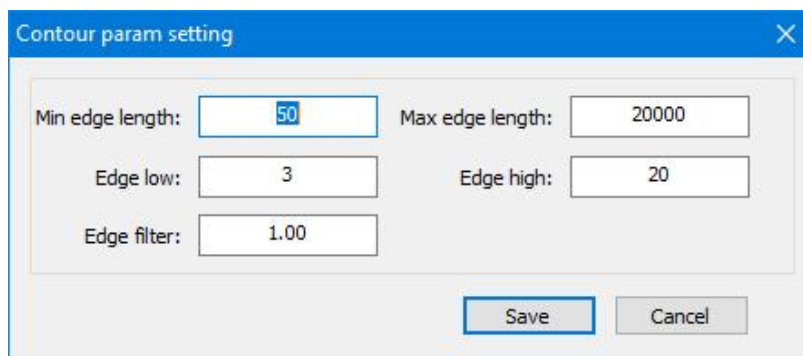 Contour param setting
Min edge length: 50 Max edge length: 20000
Edge low: 3 Edge high: 20
Edge filter: 1.00
Save Cancel